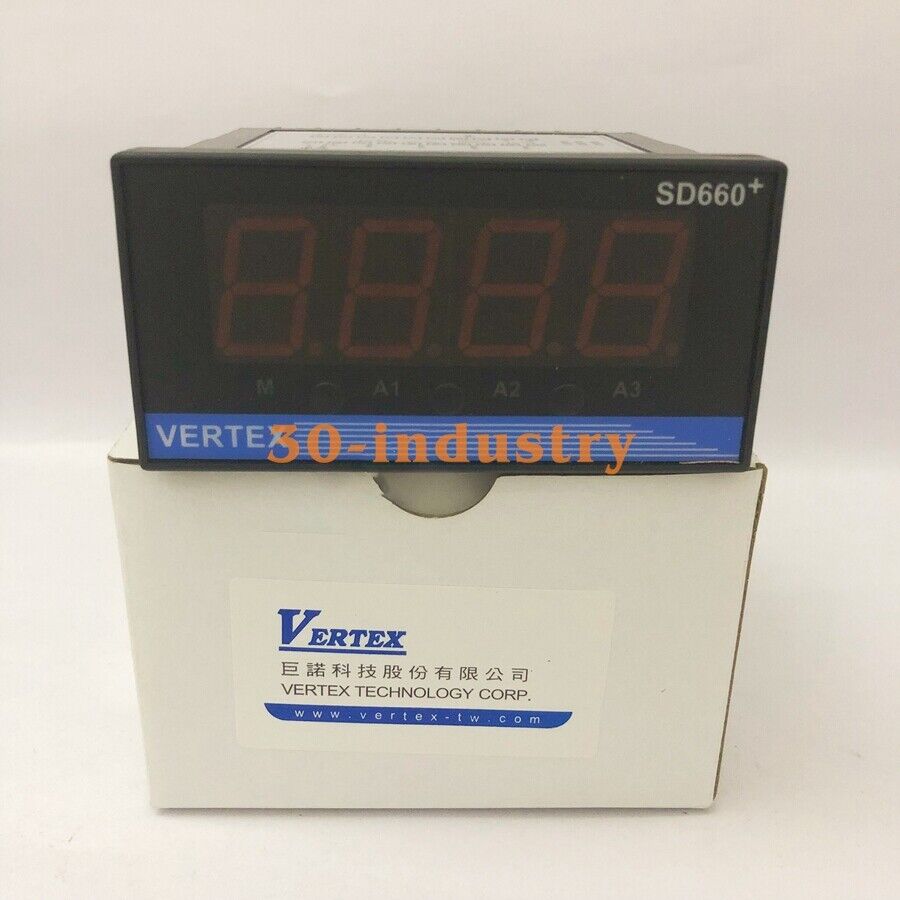 SD660+
M A1 A2 A3
VERTEX
30-industry
VERTEX
巨諾科技股份有限公司
VERTEX TECHNOLOGY CORP.
www.vertex-tw.com